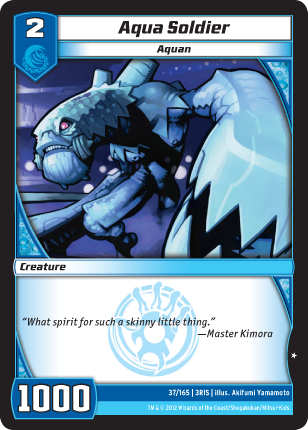 2
Aqua Soldier
Aquan
Creature
“What spirit for such a skinny little thing.”
—Master Kimora
1000
37/165 | 3RIS | illus. Akifumi Yamamoto
TM & © 2012 Wizards of the Coast/Shogakukan/Mitsui-Kids